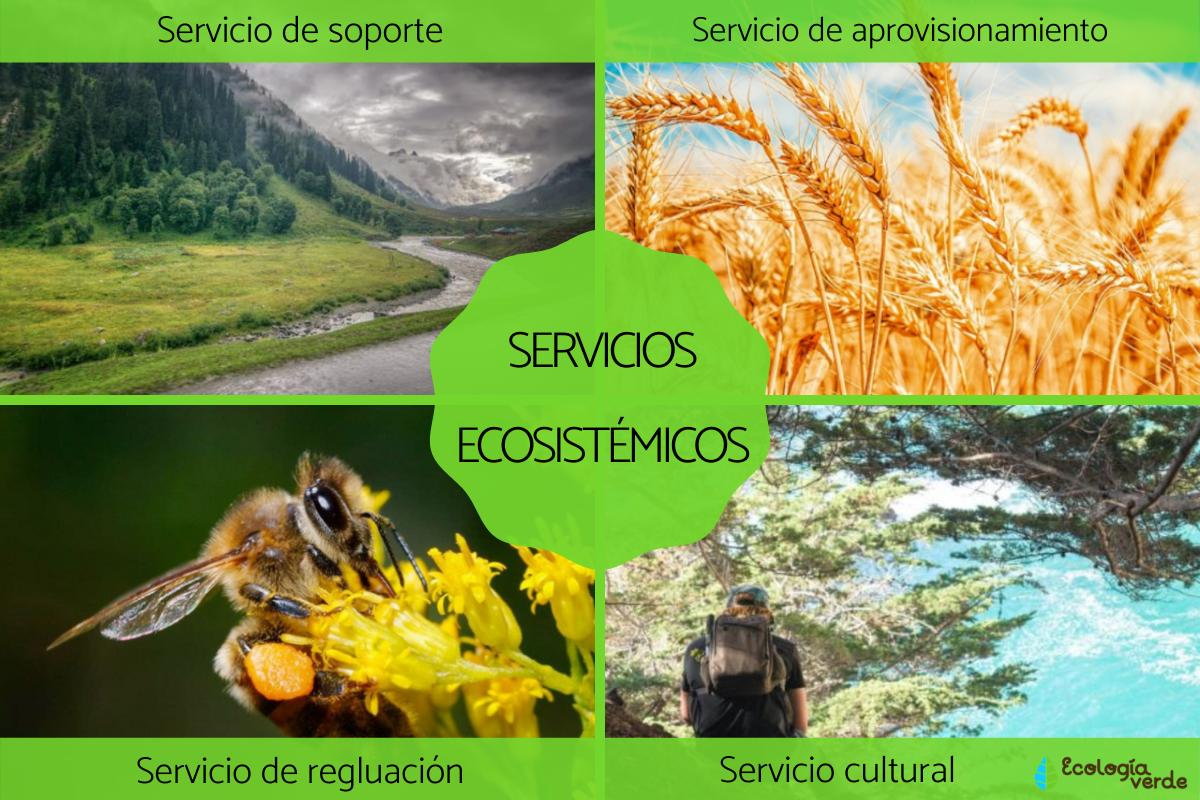 Servicio de soporte
Servicio de aprovisionamiento
SERVICIOS
ECOSISTÉMICOS
Servicio de regluación
Servicio cultural
Ecología
verde